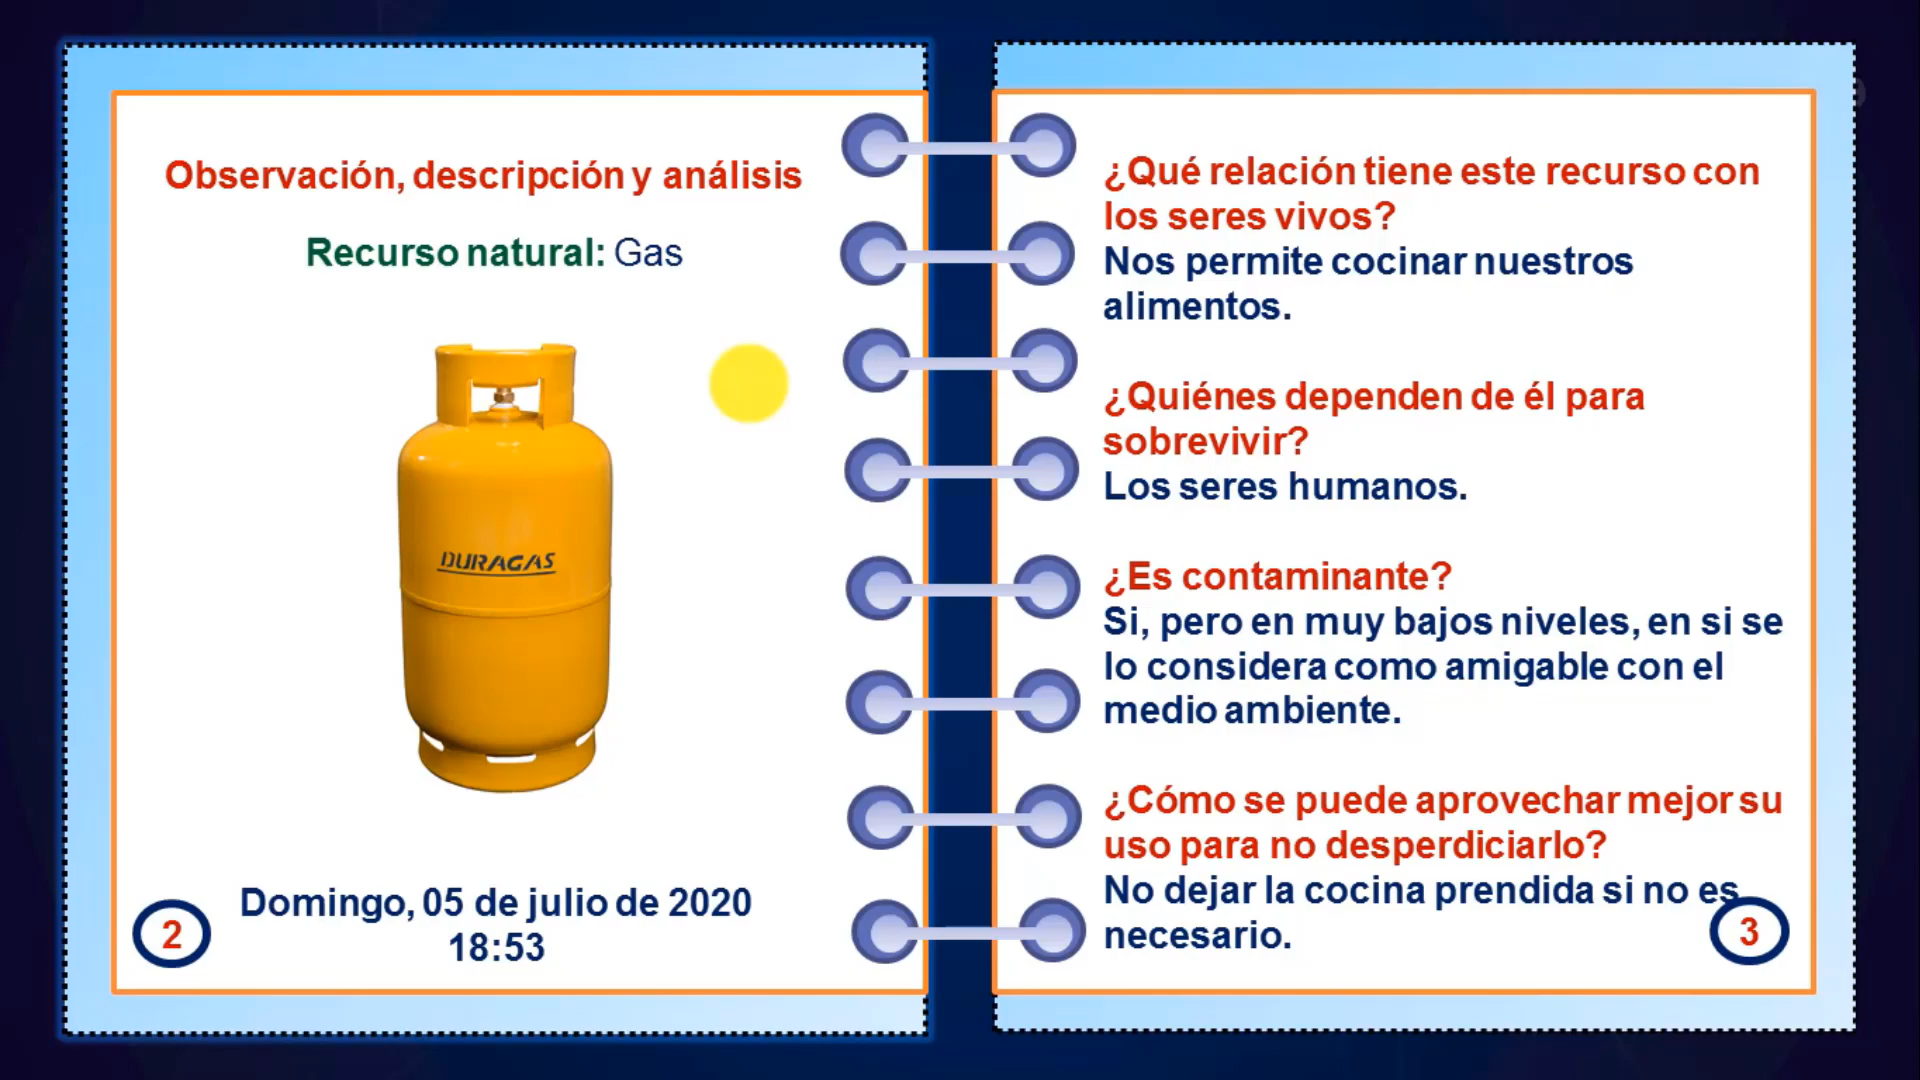 Observación, descripción y análisis
Recurso natural: Gas
DURAGAS
Domingo, 05 de julio de 2020
18:53
2
¿Qué relación tiene este recurso con
los seres vivos?
Nos permite cocinar nuestros
alimentos.
¿Quiénes dependen de él para
sobrevivir?
Los seres humanos.
¿Es contaminante?
Si, pero en muy bajos niveles, en si se
lo considera como amigable con el
medio ambiente.
¿Cómo se puede aprovechar mejor su
uso para no desperdiciarlo?
No dejar la cocina prendida si no es
necesario.
3